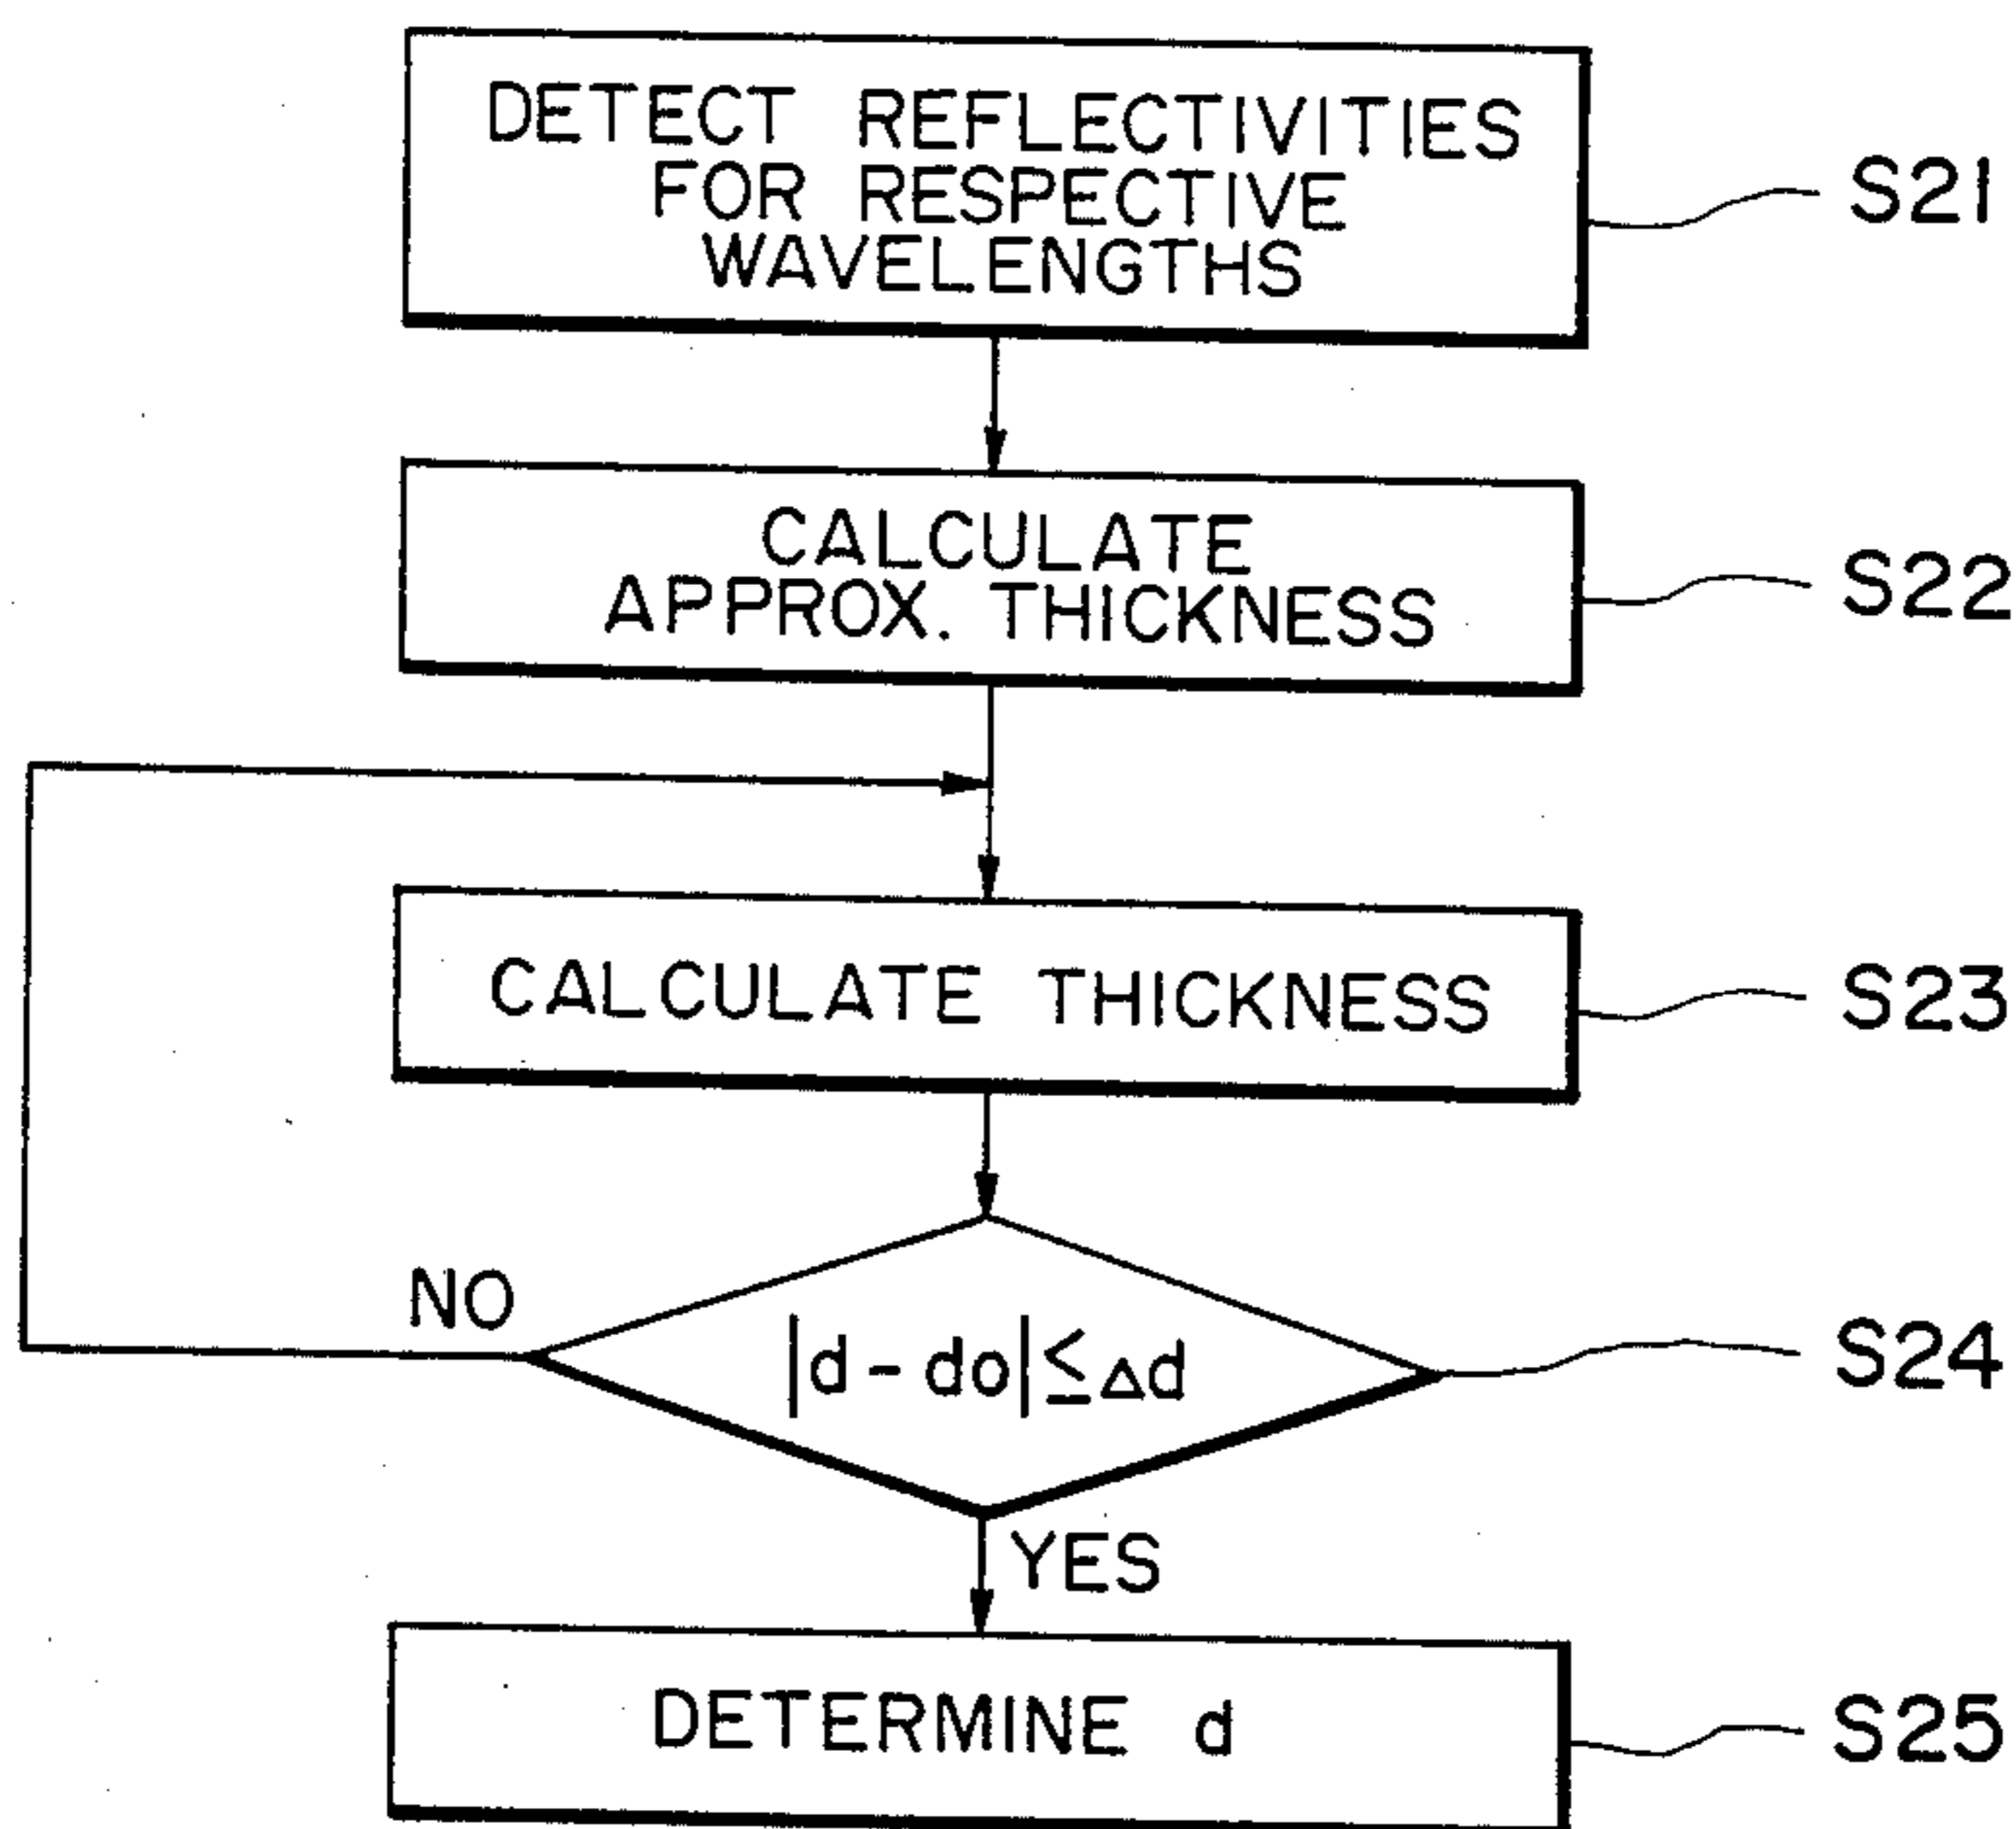 DETECT REFLECTIVITIES
FOR RESPECTIVE
WAVELENGTHS
S21
CALCULATE
APPROX. THICKNESS
S22
CALCULATE THICKNESS
S23
NO
|d - do| ≤ Δd
S24
YES
DETERMINE d
S25